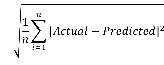 √(1/n ∑_{i=1}^{n} |Actual − Predicted|²)